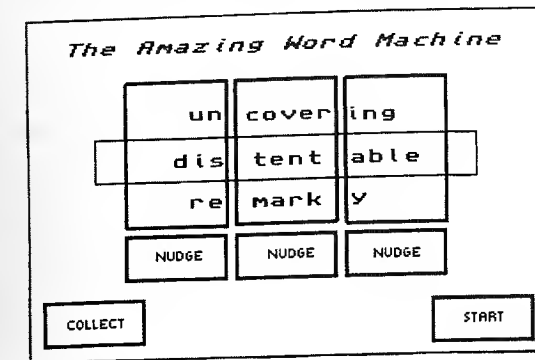 The Amazing Word Machine
un cover ing
dis tent able
re mark y
NUDGE NUDGE NUDGE
COLLECT START